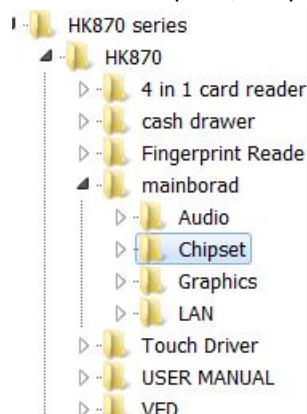 HK870 series
HK870
4 in 1 card reader
cash drawer
Fingerprint Reade
mainborad
Audio
Chipset
Graphics
LAN
Touch Driver
USER MANUAL
VFD